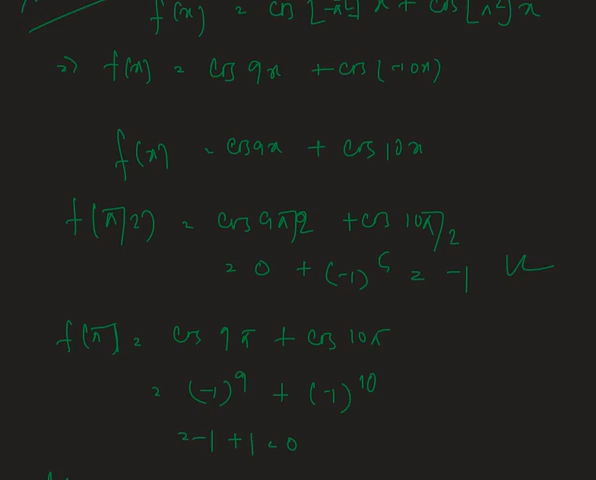 f(x) = cos [-π²] x + cos [π²] x
=> f(x) = cos 9x + cos (-10x)
f(x) = cos 9x + cos 10x
f(π/2) = cos 9π/2 + cos 10π/2
= 0 + (-1)⁵ = -1
f(π) = cos 9π + cos 10π
= (-1)⁹ + (-1)¹⁰
= -1 + 1 = 0